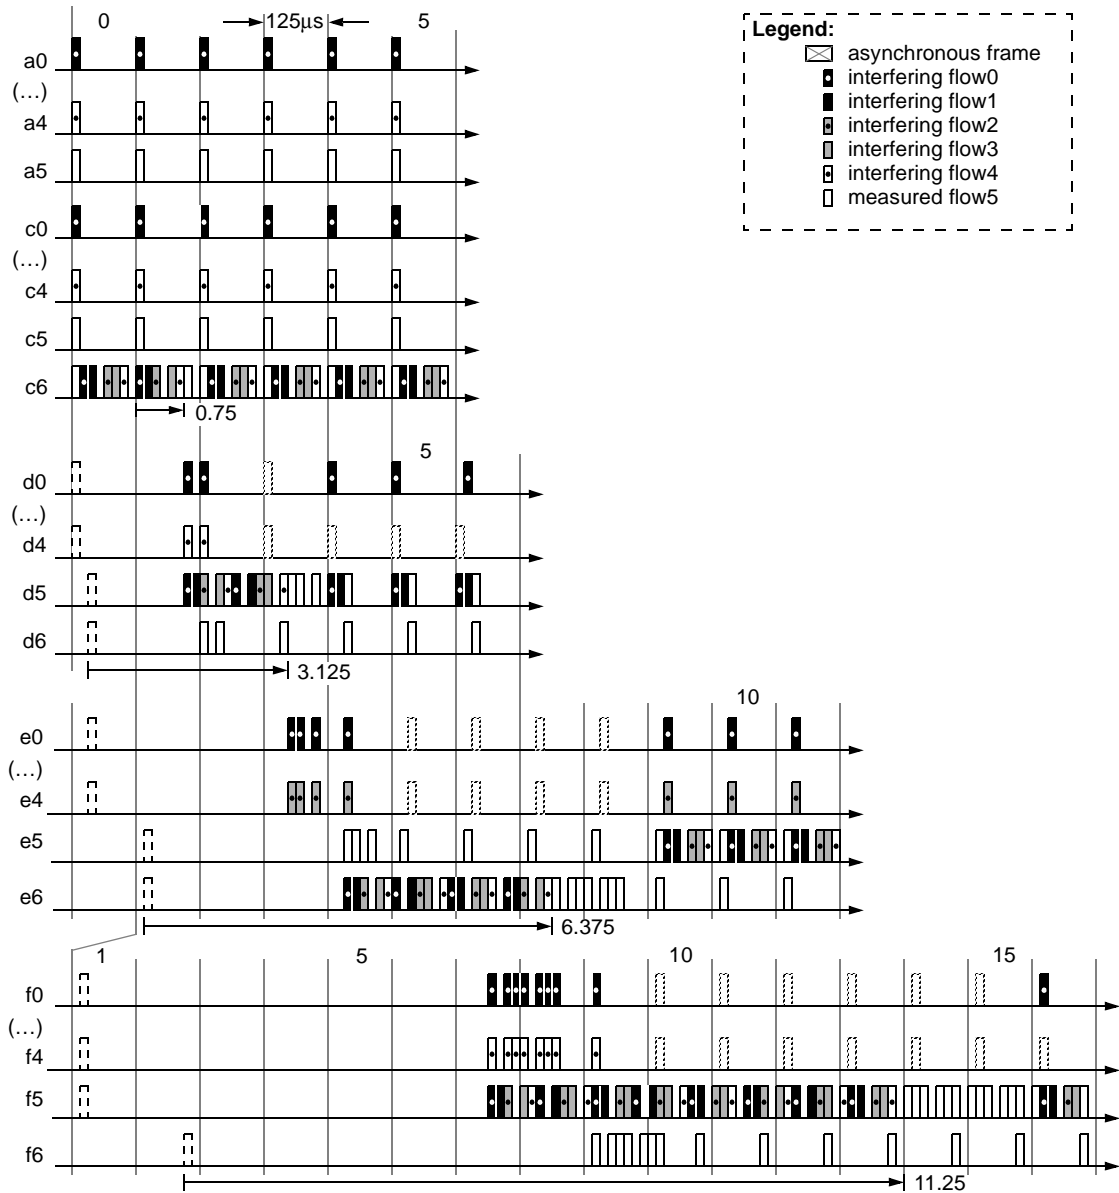 0 125μs 5
Legend:
asynchronous frame
interfering flow0
interfering flow1
interfering flow2
interfering flow3
interfering flow4
measured flow5
a0
(...)
a4
a5
c0
(...)
c4
c5
c6
0.75
5
d0
(...)
d4
d5
d6
3.125
10
e0
(...)
e4
e5
e6
6.375
1 5 10 15
f0
(...)
f4
f5
f6
11.25